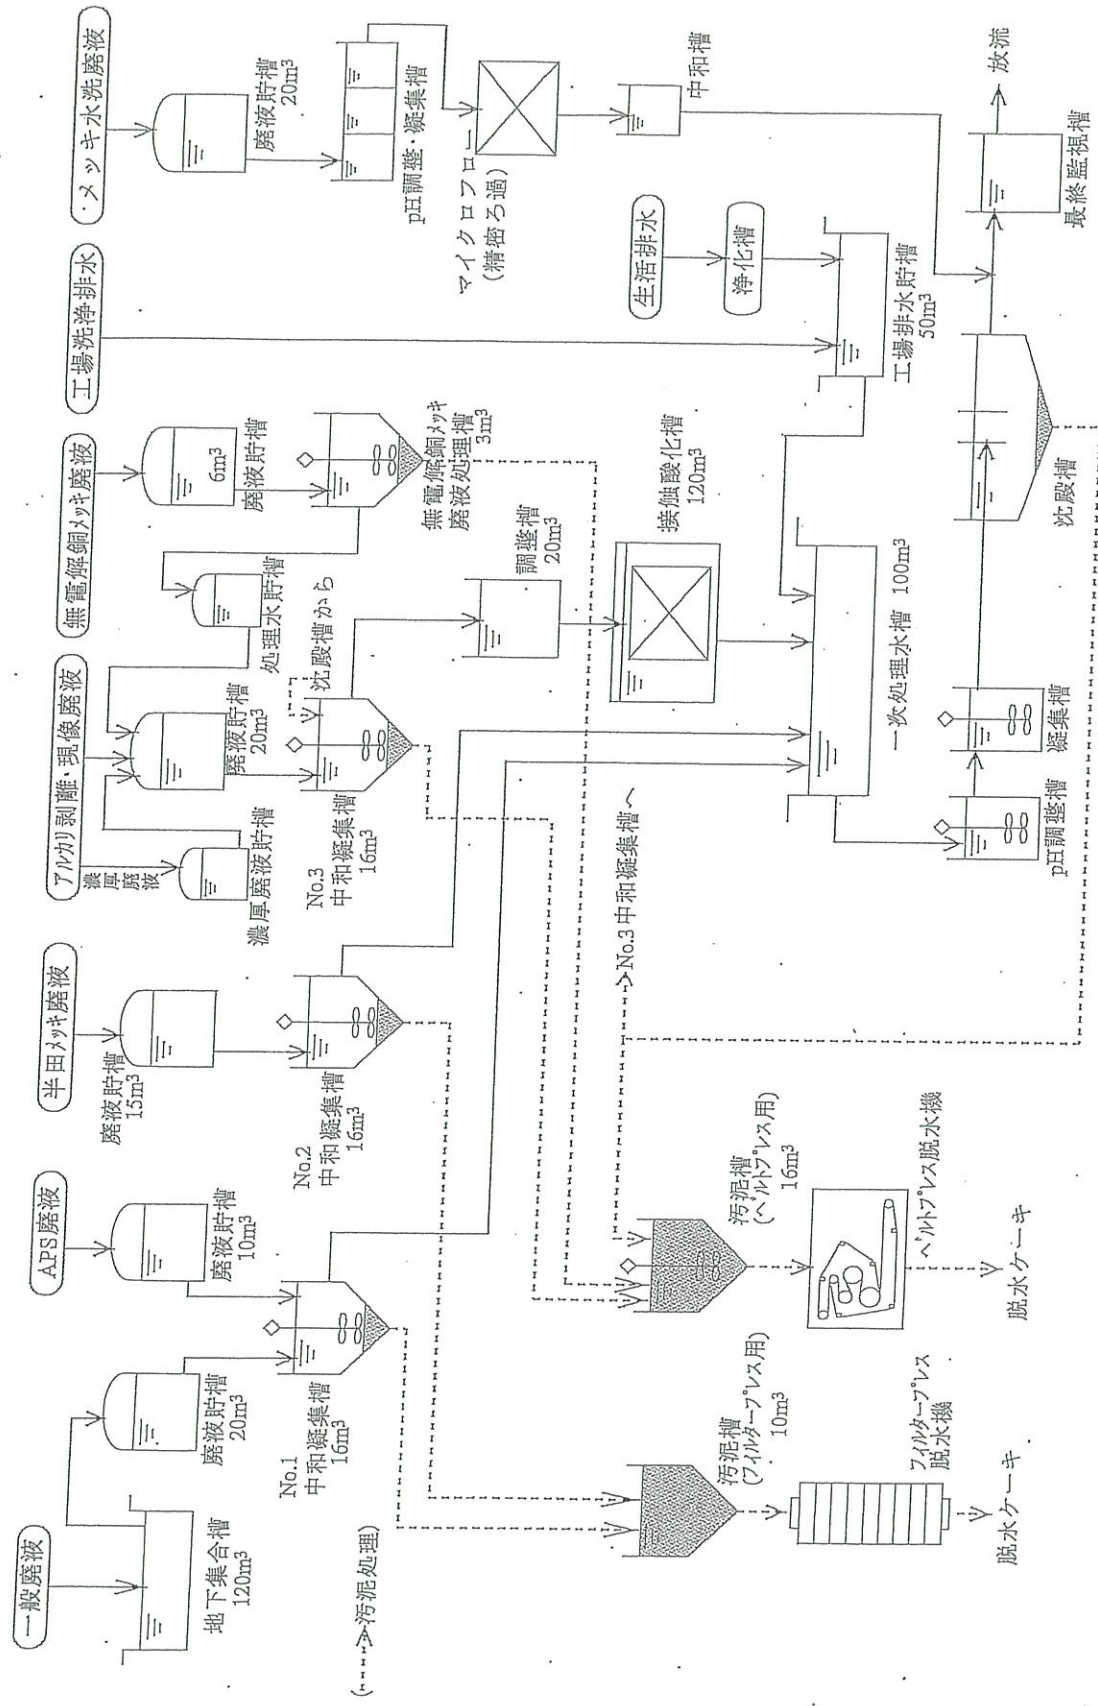 一般廃液
地下集合槽
120m³
廃液貯槽
20m³
APS廃液
廃液貯槽
10m³
No.1
中和凝集槽
16m³
半田メッキ廃液
廃液貯槽
15m³
No.2
中和凝集槽
16m³
アルカリ剥離・現像廃液
濃厚
廃液
濃厚廃液貯槽
廃液貯槽
20m³
No.3
中和凝集槽
16m³
沈殿槽から
処理水貯槽
無電解銅メッキ廃液
6m³
廃液貯槽
無電解銅メッキ
廃液処理槽
3m³
調整槽
20m³
接触酸化槽
120m³
工場洗浄排水
生活排水
浄化槽
工場排水貯槽
50m³
メッキ水洗廃液
廃液貯槽
20m³
pH調整・凝集槽
マイクロフロー
(精密ろ過)
中和槽
一次処理水槽 100m³
pH調整槽
凝集槽
沈殿槽
最終監視槽
放流
No.3中和凝集槽へ
(汚泥処理)
汚泥槽
(フィルタープレス用)
10m³
フィルタープレス
脱水機
脱水ケーキ
汚泥槽
(ベルトプレス用)
16m³
ベルトプレス脱水機
脱水ケーキ